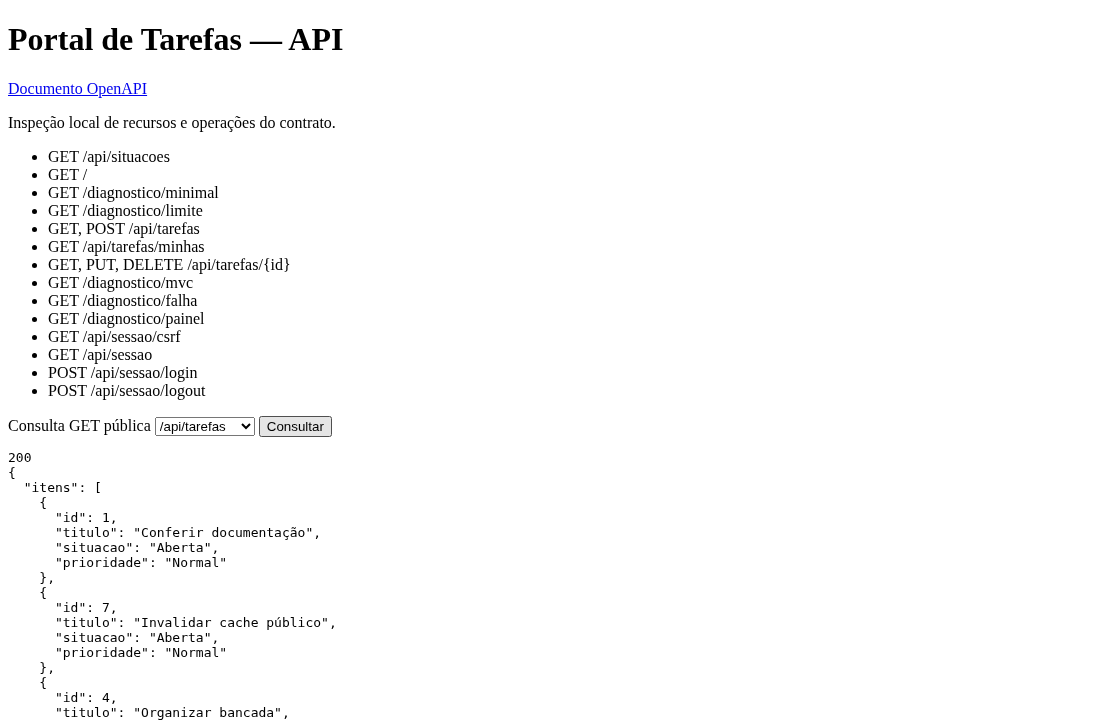 Portal de Tarefas — API
Documento OpenAPI
Inspeção local de recursos e operações do contrato.
• GET /api/situacoes
• GET /
• GET /diagnostico/minimal
• GET /diagnostico/limite
• GET, POST /api/tarefas
• GET /api/tarefas/minhas
• GET, PUT, DELETE /api/tarefas/{id}
• GET /diagnostico/mvc
• GET /diagnostico/falha
• GET /diagnostico/painel
• GET /api/sessao/csrf
• GET /api/sessao
• POST /api/sessao/login
• POST /api/sessao/logout
Consulta GET pública /api/tarefas Consultar
200
{
  "itens": [
    {
      "id": 1,
      "titulo": "Conferir documentação",
      "situacao": "Aberta",
      "prioridade": "Normal"
    },
    {
      "id": 7,
      "titulo": "Invalidar cache público",
      "situacao": "Aberta",
      "prioridade": "Normal"
    },
    {
      "id": 4,
      "titulo": "Organizar bancada",